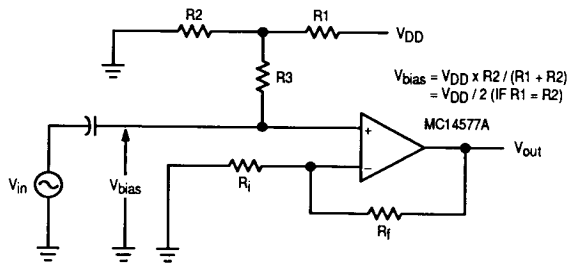 R2
R1
VDD
R3
Vbias = VDD x R2 / (R1 + R2)
= VDD / 2 (IF R1 = R2)
MC14577A
+
−
Vin
Vbias
Ri
Rf
Vout